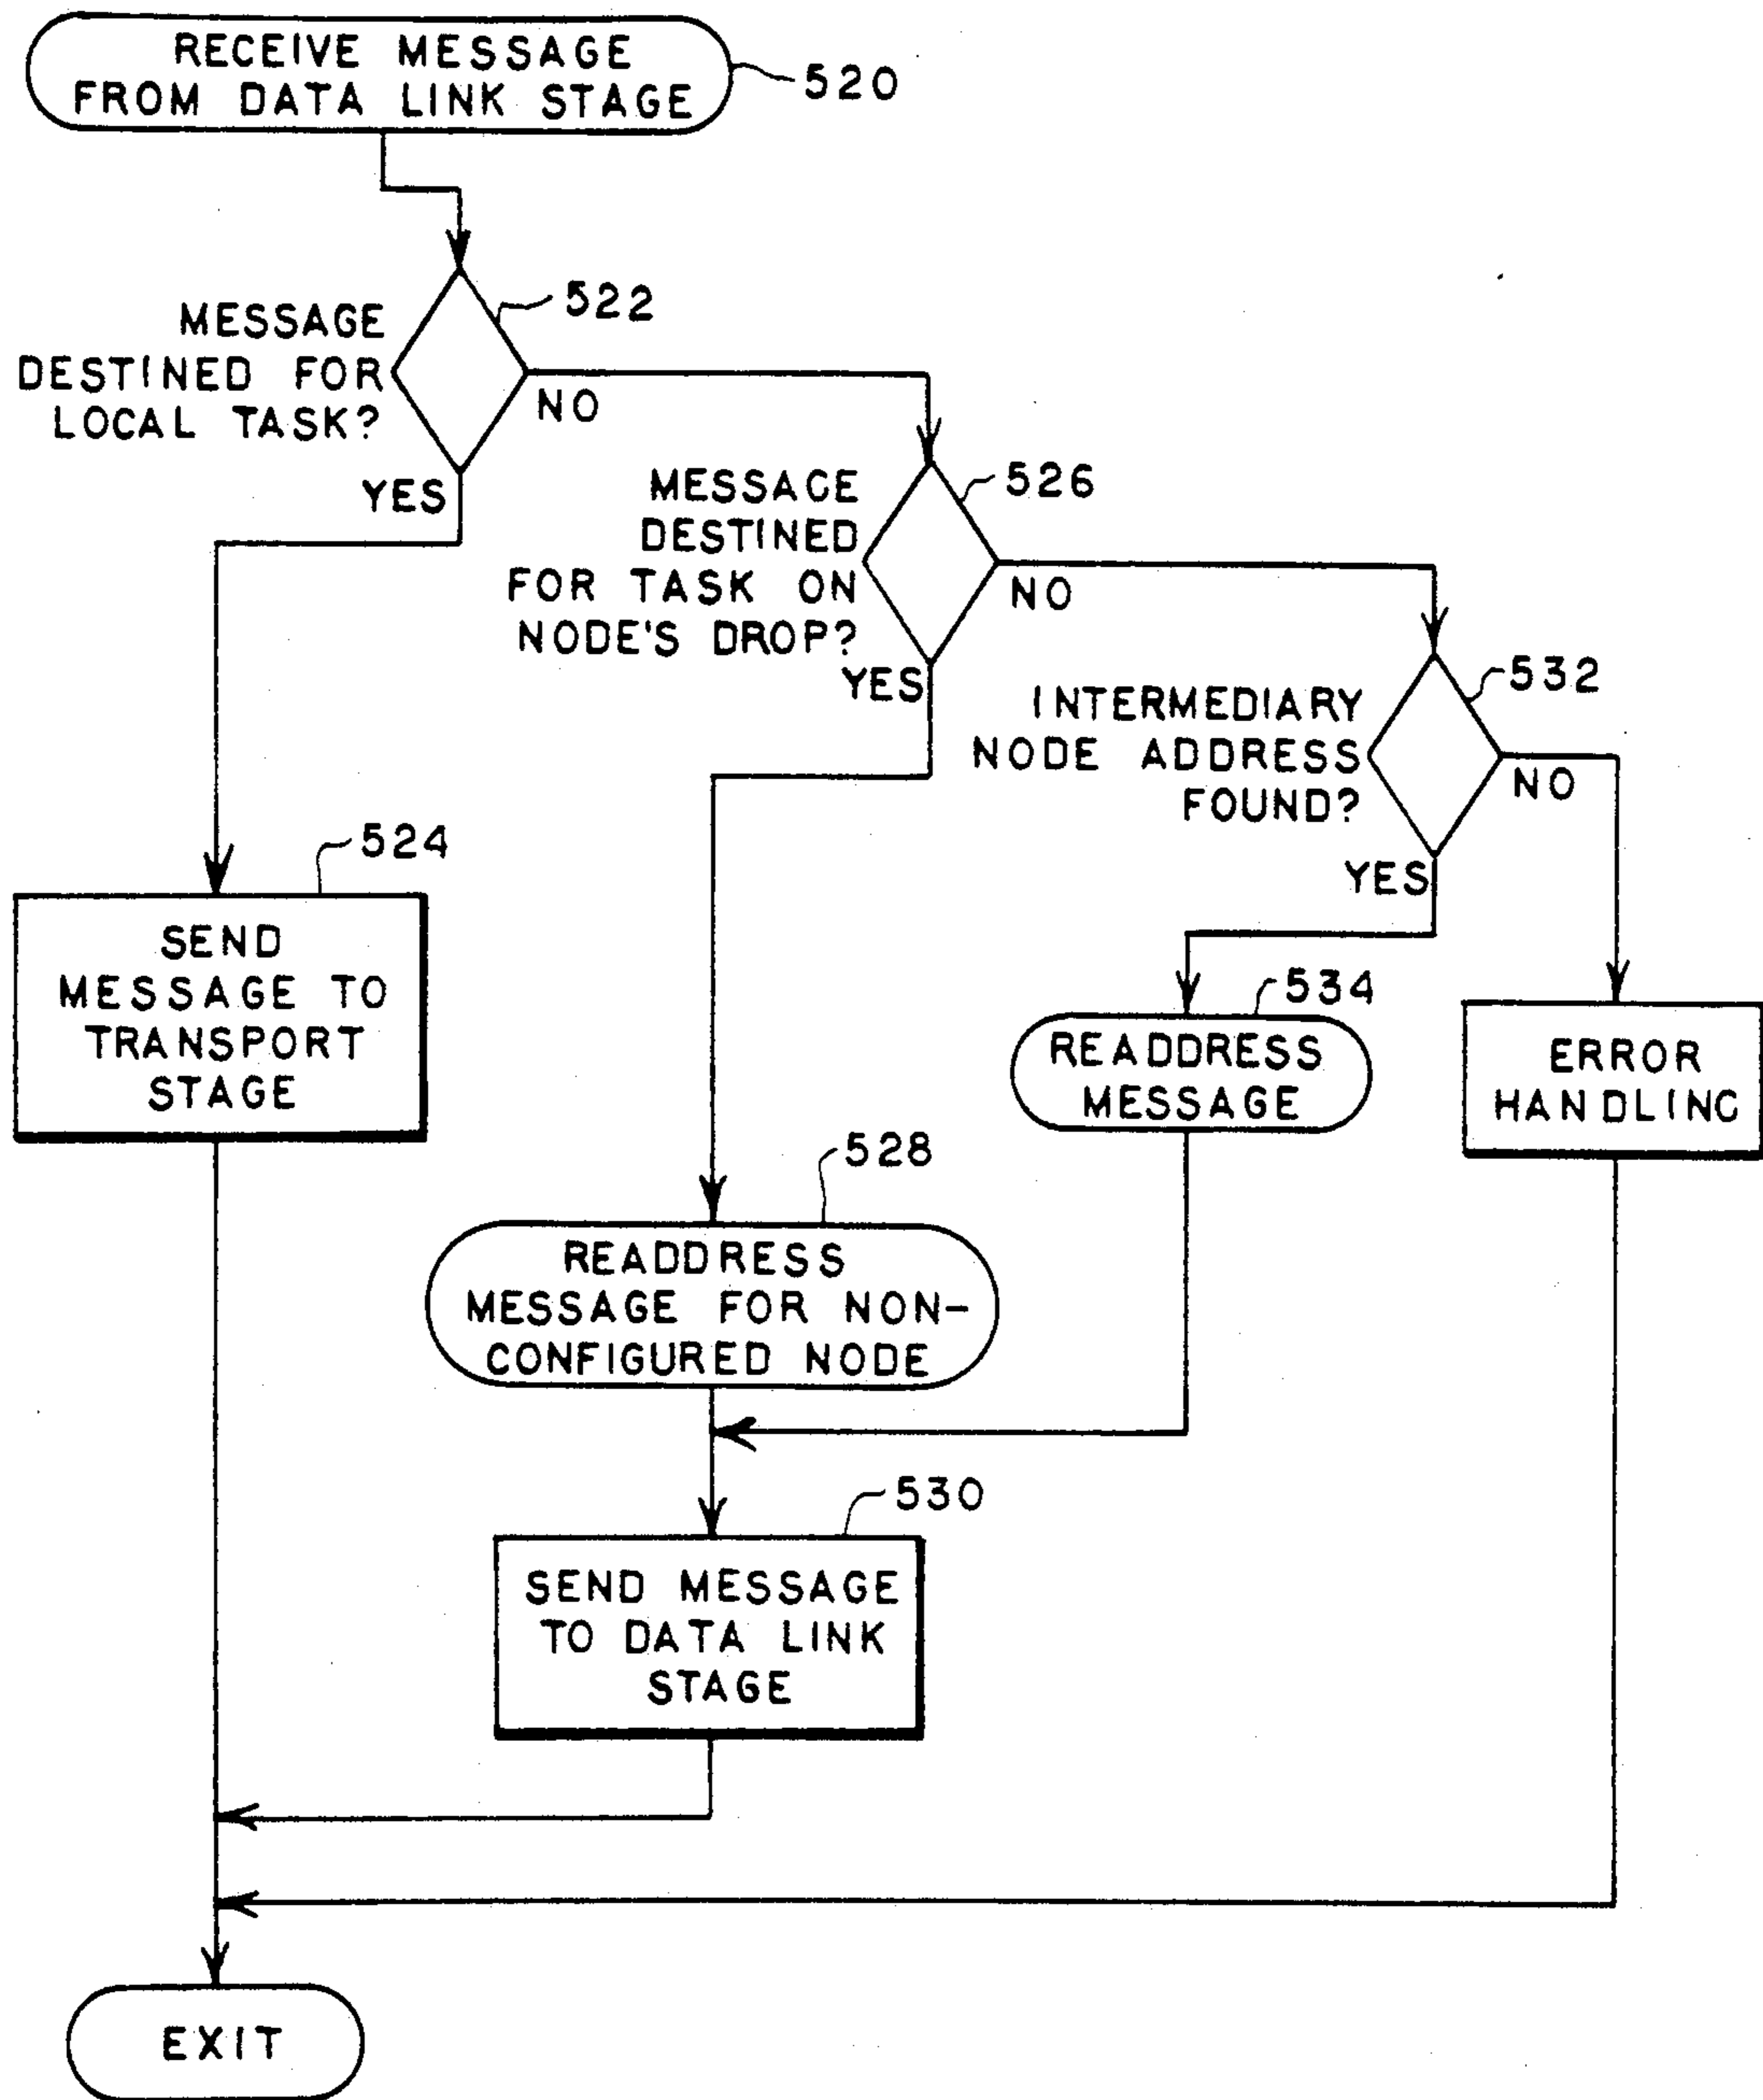 RECEIVE MESSAGE
FROM DATA LINK STAGE
520
522
MESSAGE
DESTINED FOR
LOCAL TASK?
NO
YES
526
MESSAGE
DESTINED
FOR TASK ON
NODE'S DROP?
NO
YES
532
INTERMEDIARY
NODE ADDRESS
FOUND?
NO
YES
524
SEND
MESSAGE TO
TRANSPORT
STAGE
534
READDRESS
MESSAGE
ERROR
HANDLING
528
READDRESS
MESSAGE FOR NON-
CONFIGURED NODE
530
SEND MESSAGE
TO DATA LINK
STAGE
EXIT